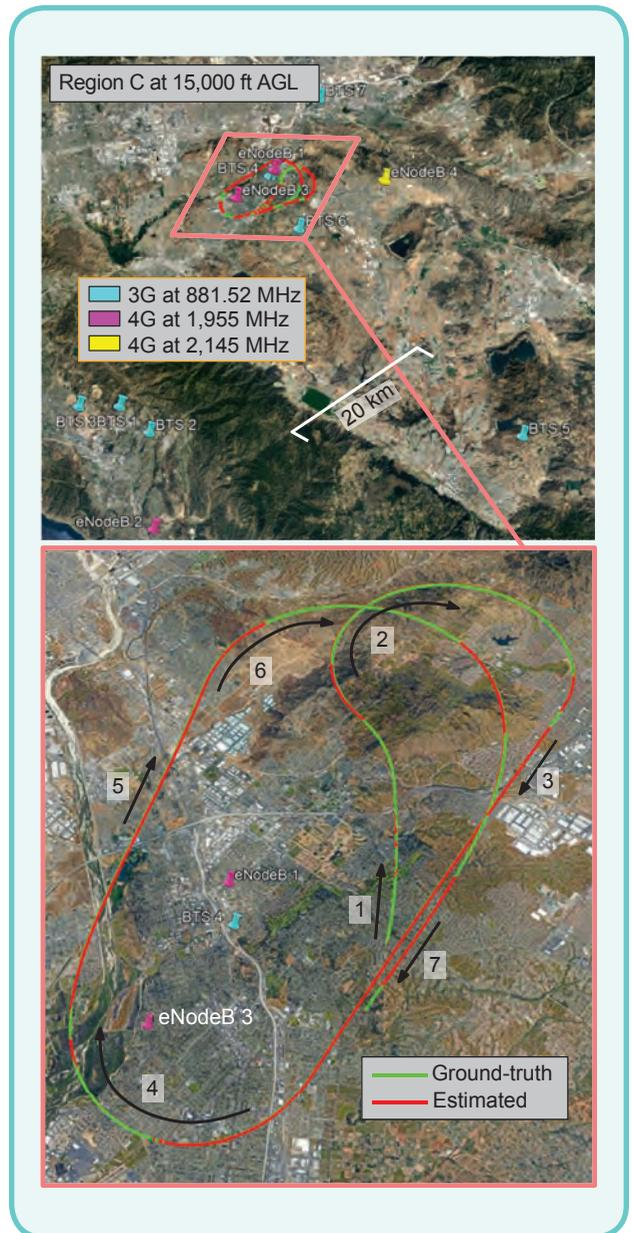 Region C at 15,000 ft AGL
BTS 7
eNodeB 1
BTS 4
eNodeB 4
eNodeB 3
BTS 6
3G at 881.52 MHz
4G at 1,955 MHz
4G at 2,145 MHz
20 km
BTS 3
BTS 1
BTS 2
BTS 5
eNodeB 2
2
6
5
3
eNodeB 1
BTS 4
1
7
eNodeB 3
4
Ground-truth
Estimated